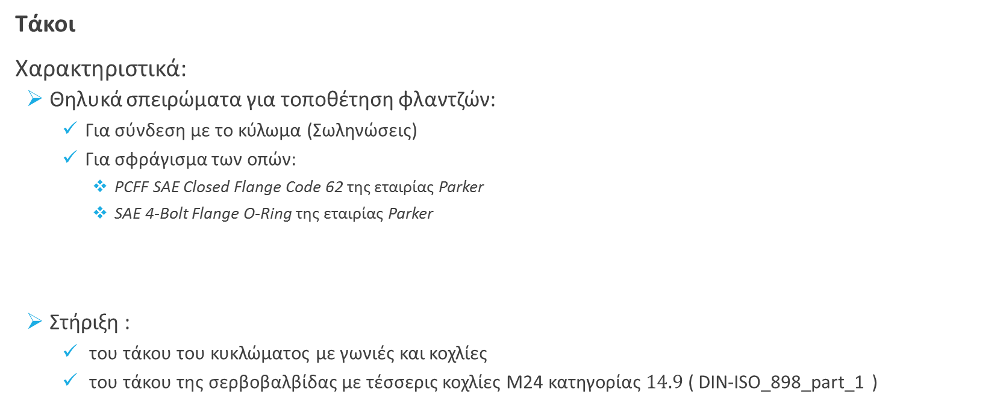 Τάκοι
Χαρακτηριστικά:
Θηλυκά σπειρώματα για τοποθέτηση φλαντζών:
Για σύνδεση με το κύλωμα (Σωληνώσεις)
Για σφράγισμα των οπών:
PCFF SAE Closed Flange Code 62 της εταιρίας Parker
SAE 4-Bolt Flange O-Ring της εταιρίας Parker
Στήριξη :
του τάκου του κυκλώματος με γωνιές και κοχλίες
του τάκου της σερβοβαλβίδας με τέσσερις κοχλίες M24 κατηγορίας 14.9 ( DIN-ISO_898_part_1 )